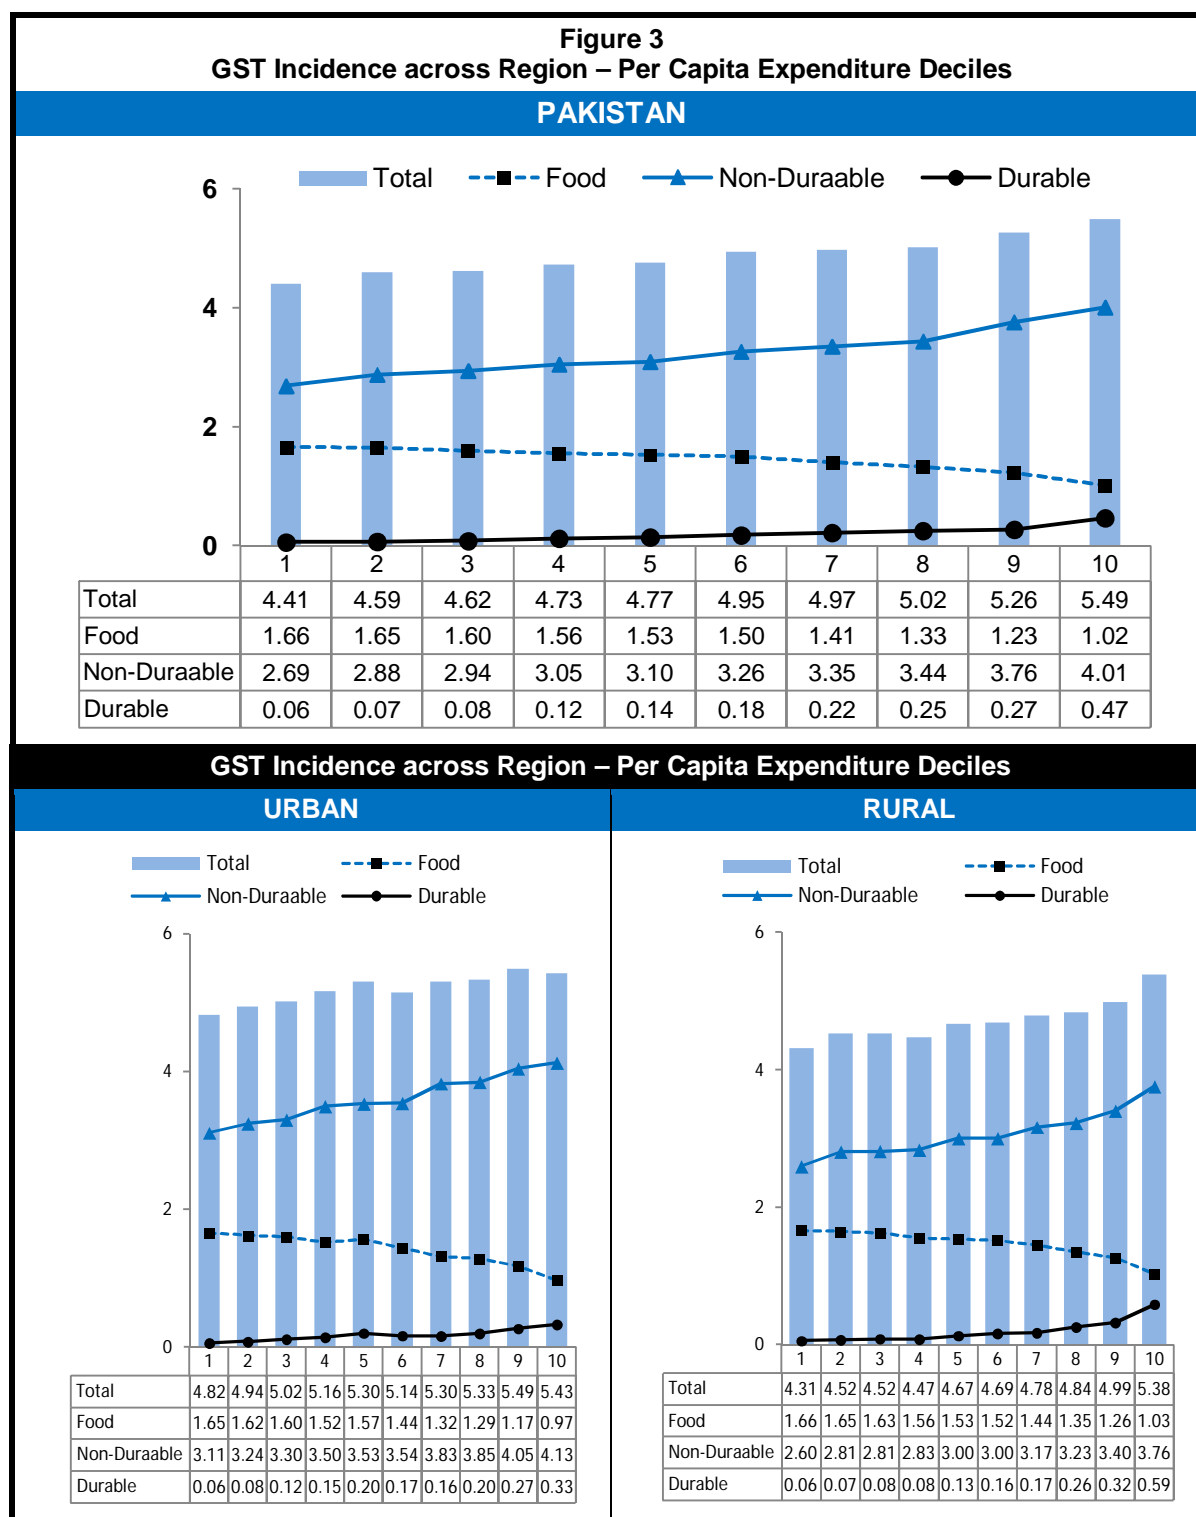 Figure 3
GST Incidence across Region – Per Capita Expenditure Deciles
PAKISTAN
Total Food Non-Duraable Durable
6
4
2
0
1 2 3 4 5 6 7 8 9 10
Total 4.41 4.59 4.62 4.73 4.77 4.95 4.97 5.02 5.26 5.49
Food 1.66 1.65 1.60 1.56 1.53 1.50 1.41 1.33 1.23 1.02
Non-Duraable 2.69 2.88 2.94 3.05 3.10 3.26 3.35 3.44 3.76 4.01
Durable 0.06 0.07 0.08 0.12 0.14 0.18 0.22 0.25 0.27 0.47
GST Incidence across Region – Per Capita Expenditure Deciles
URBAN
Total Food
Non-Duraable Durable
6
4
2
0
1 2 3 4 5 6 7 8 9 10
Total 4.82 4.94 5.02 5.16 5.30 5.14 5.30 5.33 5.49 5.43
Food 1.65 1.62 1.60 1.52 1.57 1.44 1.32 1.29 1.17 0.97
Non-Duraable 3.11 3.24 3.30 3.50 3.53 3.54 3.83 3.85 4.05 4.13
Durable 0.06 0.08 0.12 0.15 0.20 0.17 0.16 0.20 0.27 0.33
RURAL
Total Food
Non-Duraable Durable
6
4
2
0
1 2 3 4 5 6 7 8 9 10
Total 4.31 4.52 4.52 4.47 4.67 4.69 4.78 4.84 4.99 5.38
Food 1.66 1.65 1.63 1.56 1.53 1.52 1.44 1.35 1.26 1.03
Non-Duraable 2.60 2.81 2.81 2.83 3.00 3.00 3.17 3.23 3.40 3.76
Durable 0.06 0.07 0.08 0.08 0.13 0.16 0.17 0.26 0.32 0.59